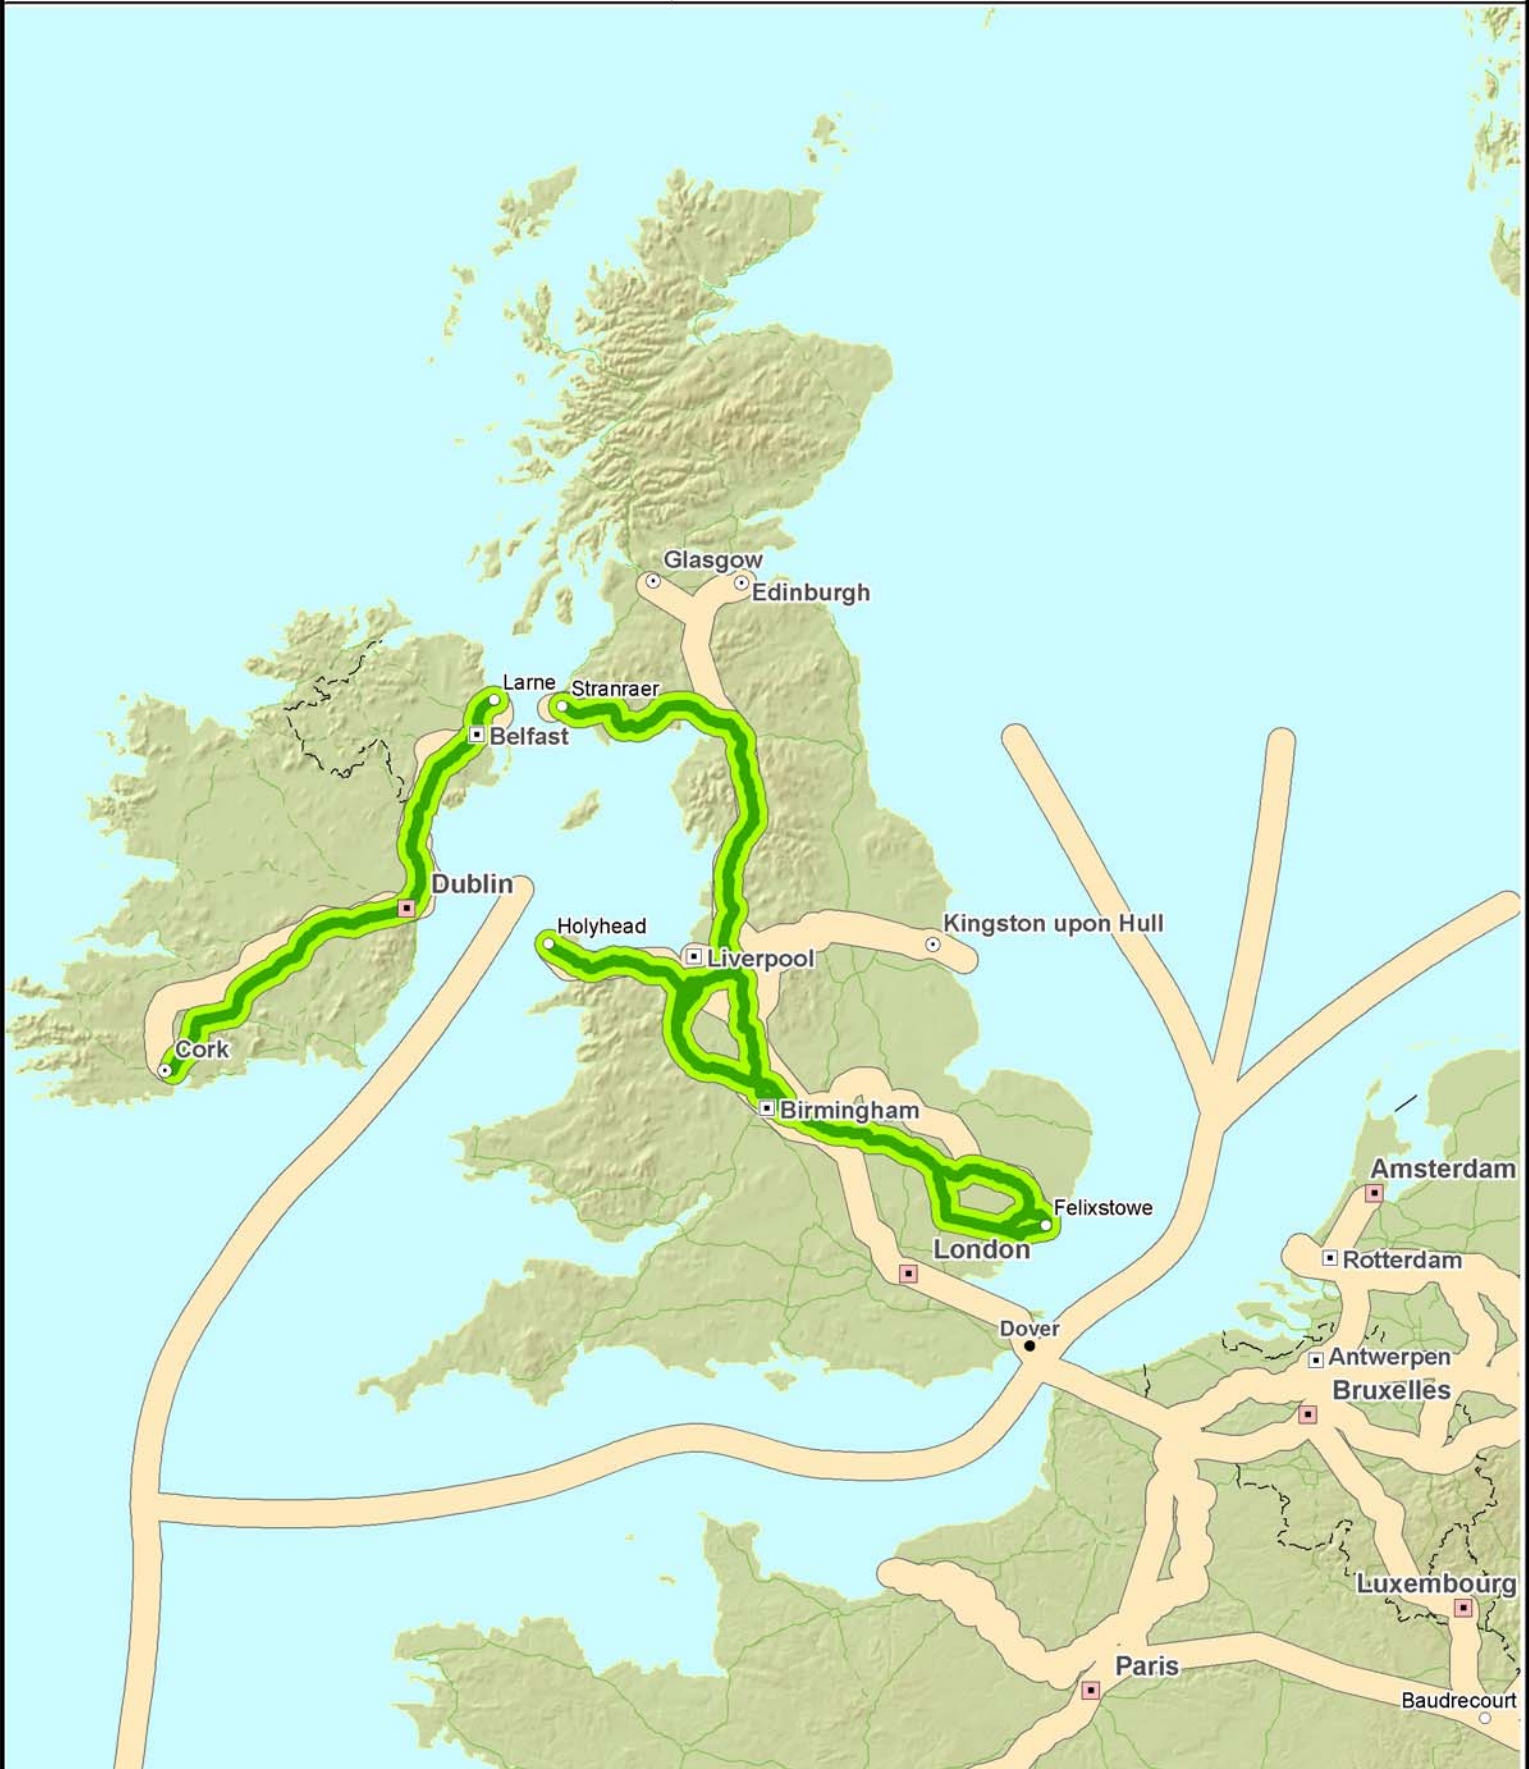 Glasgow
Edinburgh
Larne
Stranraer
Belfast
Dublin
Kingston upon Hull
Holyhead
Liverpool
Cork
Birmingham
Amsterdam
Felixstowe
London
Rotterdam
Dover
Antwerpen
Bruxelles
Luxembourg
Paris
Baudrecourt